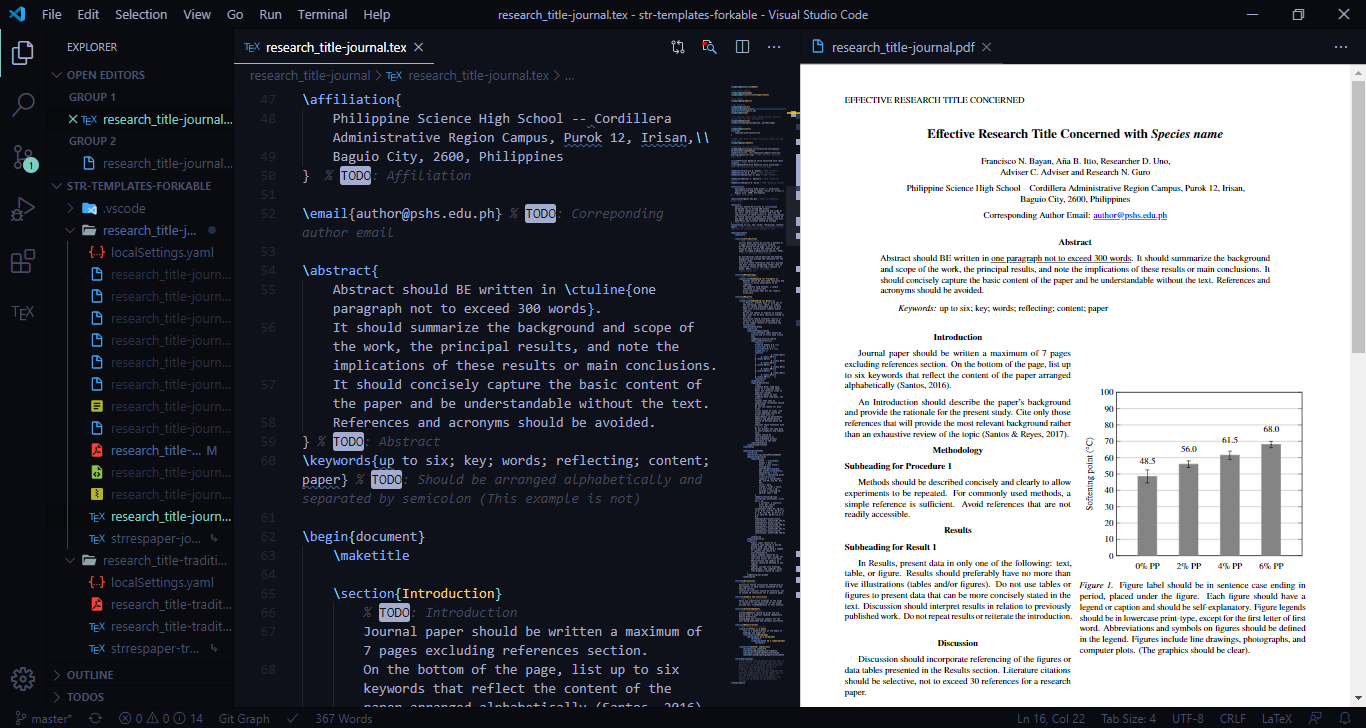 File Edit Selection View Go Run Terminal Help
research_title-journal.tex - str-templates-forkable - Visual Studio Code
EXPLORER
OPEN EDITORS
GROUP 1
TEX research_title-journal...
GROUP 2
research_title-journal...
STR-TEMPLATES-FORKABLE
.vscode
research_title-j...
{..} localSettings.yaml
research_title-journ...
research_title-journ...
research_title-journ...
research_title-journ...
research_title-journ...
research_title-journ...
research_title-journ...
research_title-journ...
research_title-... M
research_title-journ...
research_title-journ...
TEX research_title-journ...
TEX strrespaper-jo...
research_title-traditi...
{..} localSettings.yaml
research_title-tradit...
TEX research_title-tradit...
TEX strrespaper-tr...
OUTLINE
TODOS
1
TEX
TEX research_title-journal.tex
research_title-journal > TEX research_title-journal.tex > ...
47 \affiliation{
48 Philippine Science High School -- Cordillera
Administrative Region Campus, Purok 12, Irisan,\\
49 Baguio City, 2600, Philippines
50 } % TODO: Affiliation
51
52 \email{author@pshs.edu.ph} % TODO: Correponding
author email
53
54 \abstract{
55 Abstract should BE written in \ctuline{one
paragraph not to exceed 300 words}.
56 It should summarize the background and scope of
the work, the principal results, and note the
implications of these results or main conclusions.
57 It should concisely capture the basic content of
the paper and be understandable without the text.
58 References and acronyms should be avoided.
59 } % TODO: Abstract
60 \keywords{up to six; key; words; reflecting; content;
paper} % TODO: Should be arranged alphabetically and
separated by semicolon (This example is not)
61
62 \begin{document}
63 \maketitle
64
65 \section{Introduction}
66 % TODO: Introduction
67 Journal paper should be written a maximum of
7 pages excluding references section.
68 On the bottom of the page, list up to six
keywords that reflect the content of the
paper arranged alphabetically (Santos, 2016)
research_title-journal.pdf
EFFECTIVE RESEARCH TITLE CONCERNED
Effective Research Title Concerned with Species name
Francisco N. Bayan, Aña B. Itto, Researcher D. Uno,
Adviser C. Adviser and Research N. Guro
Philippine Science High School – Cordillera Administrative Region Campus, Purok 12, Irisan,
Baguio City, 2600, Philippines
Corresponding Author Email: author@pshs.edu.ph
Abstract
Abstract should BE written in one paragraph not to exceed 300 words. It should summarize the background
and scope of the work, the principal results, and note the implications of these results or main conclusions. It
should concisely capture the basic content of the paper and be understandable without the text. References and
acronyms should be avoided.
Keywords: up to six; key; words; reflecting; content; paper
Introduction
Journal paper should be written a maximum of 7 pages
excluding references section. On the bottom of the page, list up
to six keywords that reflect the content of the paper arranged
alphabetically (Santos, 2016).
An Introduction should describe the paper's background
and provide the rationale for the present study. Cite only those
references that will provide the most relevant background rather
than an exhaustive review of the topic (Santos & Reyes, 2017).
Methodology
Subheading for Procedure 1
Methods should be described concisely and clearly to allow
experiments to be repeated. For commonly used methods, a
simple reference is sufficient. Avoid references that are not
readily accessible.
Results
Subheading for Result 1
In Results, present data in only one of the following: text,
table, or figure. Results should preferably have no more than
five illustrations (tables and/or figures). Do not use tables or
figures to present data that can be more concisely stated in the
text. Discussion should interpret results in relation to previously
published work. Do not repeat results or reiterate the introduction.
Discussion
Discussion should incorporate referencing of the figures or
data tables presented in the Results section. Literature citations
should be selective, not to exceed 30 references for a research
paper.
Softening point (°C)
100
90
80
70
60
50
40
30
20
10
0
48.5
56.0
61.5
68.0
0% PP 2% PP 4% PP 6% PP
Figure 1. Figure label should be in sentence case ending in
period, placed under the figure. Each figure should have a
legend or caption and should be self-explanatory. Figure legends
should be in lowercase print-type, except for the first letter of first
word. Abbreviations and symbols on figures should be defined
in the legend. Figures include line drawings, photographs, and
computer plots. (The graphics should be clear).
master* 0 0 14 Git Graph 367 Words
Ln 16, Col 22 Tab Size: 4 UTF-8 CRLF LaTeX